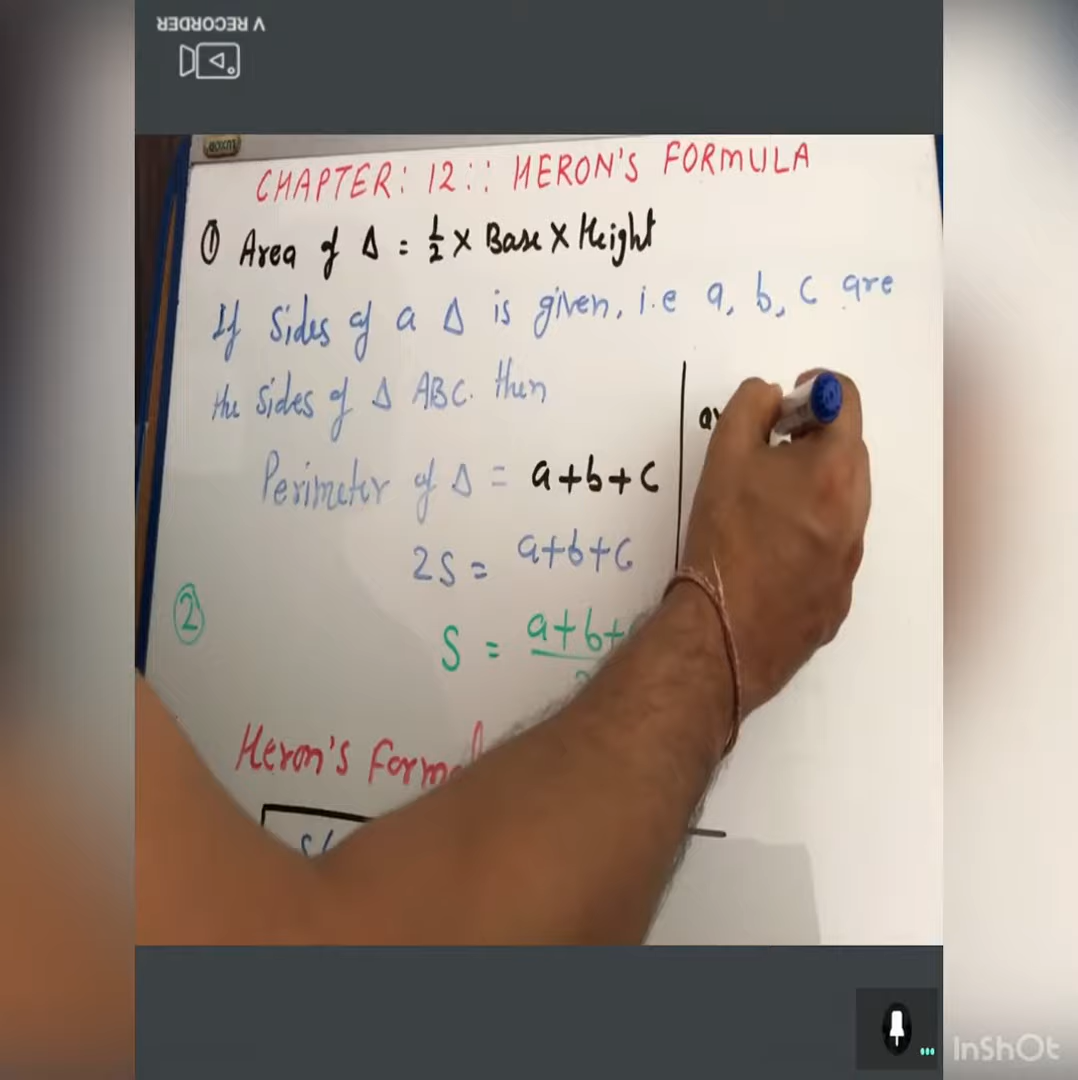 V RECORDER
CHAPTER: 12:: HERON'S FORMULA
① Area of Δ = 1/2 × Base × Height
If Sides of a Δ is given, i.e a, b, c are
the Sides of Δ ABC. then
Perimeter of Δ = a+b+c
2S = a+b+c
② S = a+b+
Heron's Form
InShOt